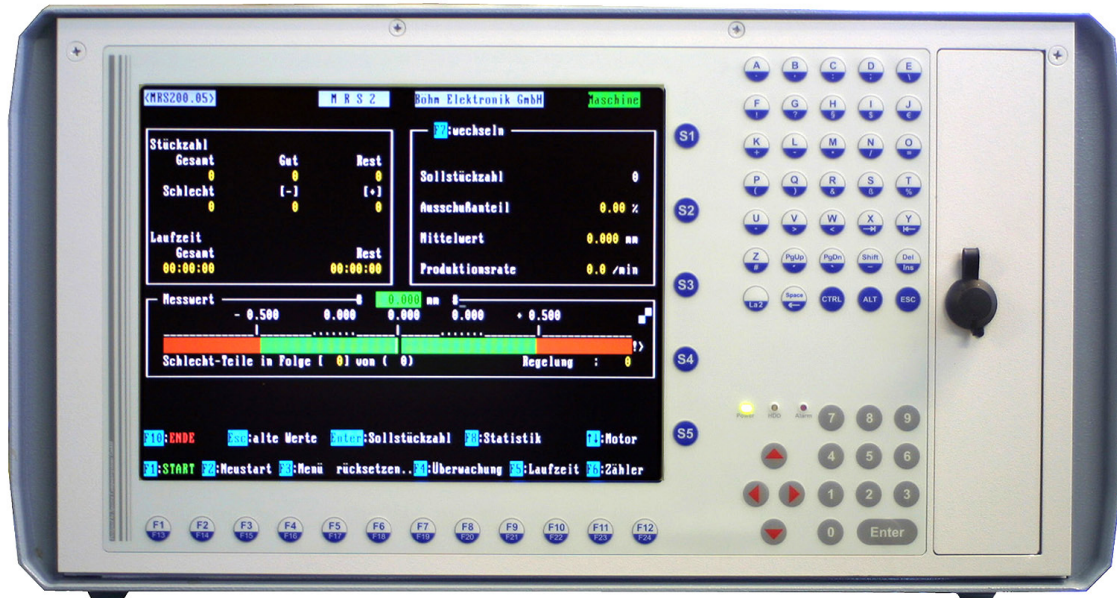 <MRS200.05> M R S 2 Böhm Elektronik GmbH Maschine
Stückzahl
Gesamt Gut Rest
0 0 0
Schlecht [-] [+]
0 0 0
Laufzeit
Gesamt Rest
00:00:00 00:00:00
F7:wechseln
Sollstückzahl 0
Ausschußanteil 0.00 %
Mittelwert 0.000 mm
Produktionsrate 0.0 /min
Messwert 0.000 mm
- 0.500 0.000 0.000 0.000 + 0.500
Schlecht-Teile in Folge [ 0] von ( 0) Regelung : 0
F10:ENDE Esc:alte Werte Enter:Sollstückzahl F8:Statistik ↑↓:Motor
F1:START F2:Neustart F3:Menü rücksetzen.. F4:Überwachung F5:Laufzeit F6:Zähler
S1
S2
S3
S4
S5
A B C D E
. , : ; \
F G H I J
! ? § $ €
K L M N O
+ - * / =
P Q R S T
( ) & ß %
U V W X Y
> <
Z PgUp PgDn Shift Del
# Ins
La2 Space CTRL ALT ESC
Power HDD Alarm
7 8 9
4 5 6
1 2 3
0 Enter
F1 F2 F3 F4 F5 F6 F7 F8 F9 F10 F11 F12
F13 F14 F15 F16 F17 F18 F19 F20 F21 F22 F23 F24